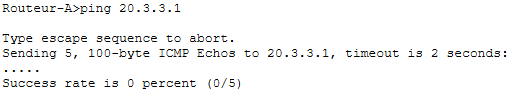 Routeur-A>ping 20.3.3.1
Type escape sequence to abort.
Sending 5, 100-byte ICMP Echos to 20.3.3.1, timeout is 2 seconds:
.....
Success rate is 0 percent (0/5)